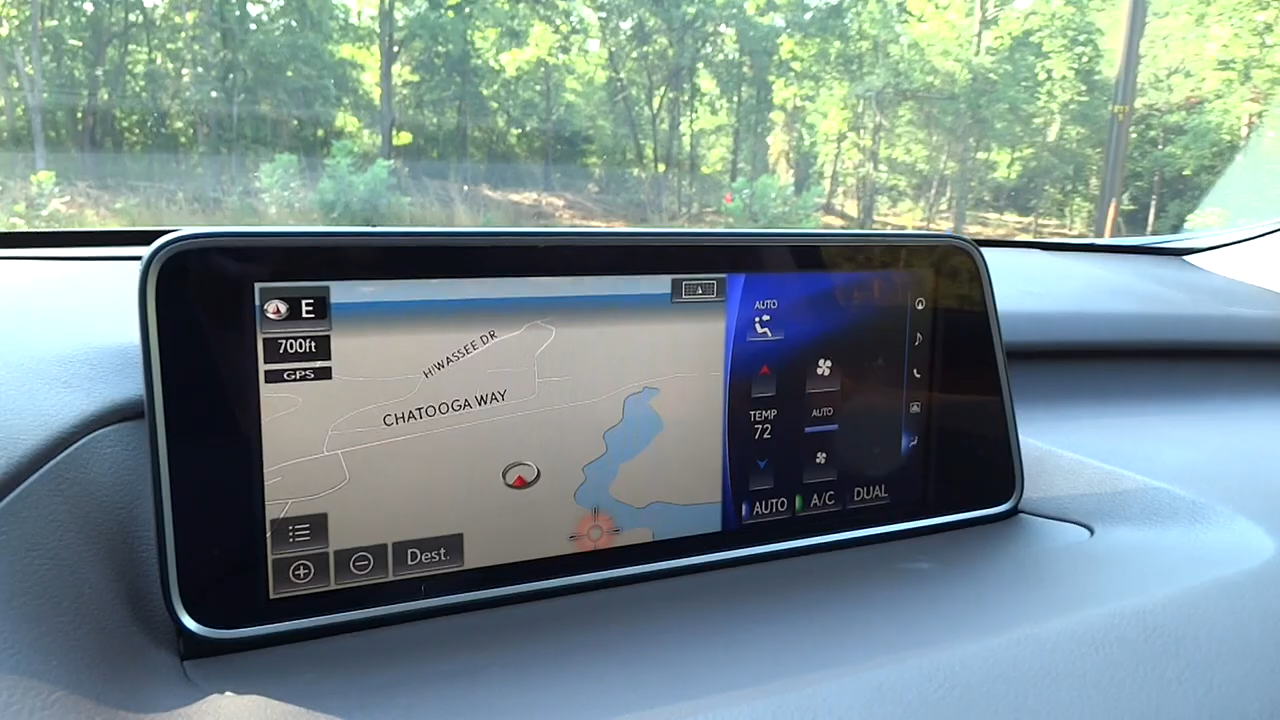 E
700ft
GPS
HIWASSEE DR
CHATOOGA WAY
Dest.
AUTO
TEMP
72
AUTO
AUTO
A/C
DUAL